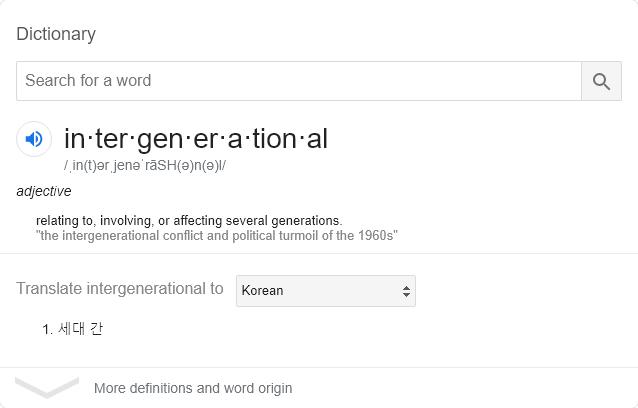 Dictionary
Search for a word
in·ter·gen·er·a·tion·al
/ˌin(t)ərˌjenəˈrāSH(ə)n(ə)l/
adjective
relating to, involving, or affecting several generations.
"the intergenerational conflict and political turmoil of the 1960s"
Translate intergenerational to Korean
1. 세대 간
More definitions and word origin